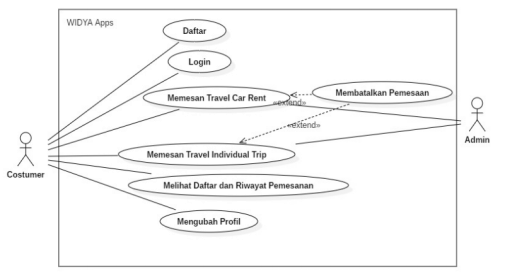 WIDYA Apps
Daftar
Login
Memesan Travel Car Rent
Membatalkan Pemesaan
«extend»
«extend»
Admin
Memesan Travel Individual Trip
Costumer
Melihat Daftar dan Riwayat Pemesanan
Mengubah Profil